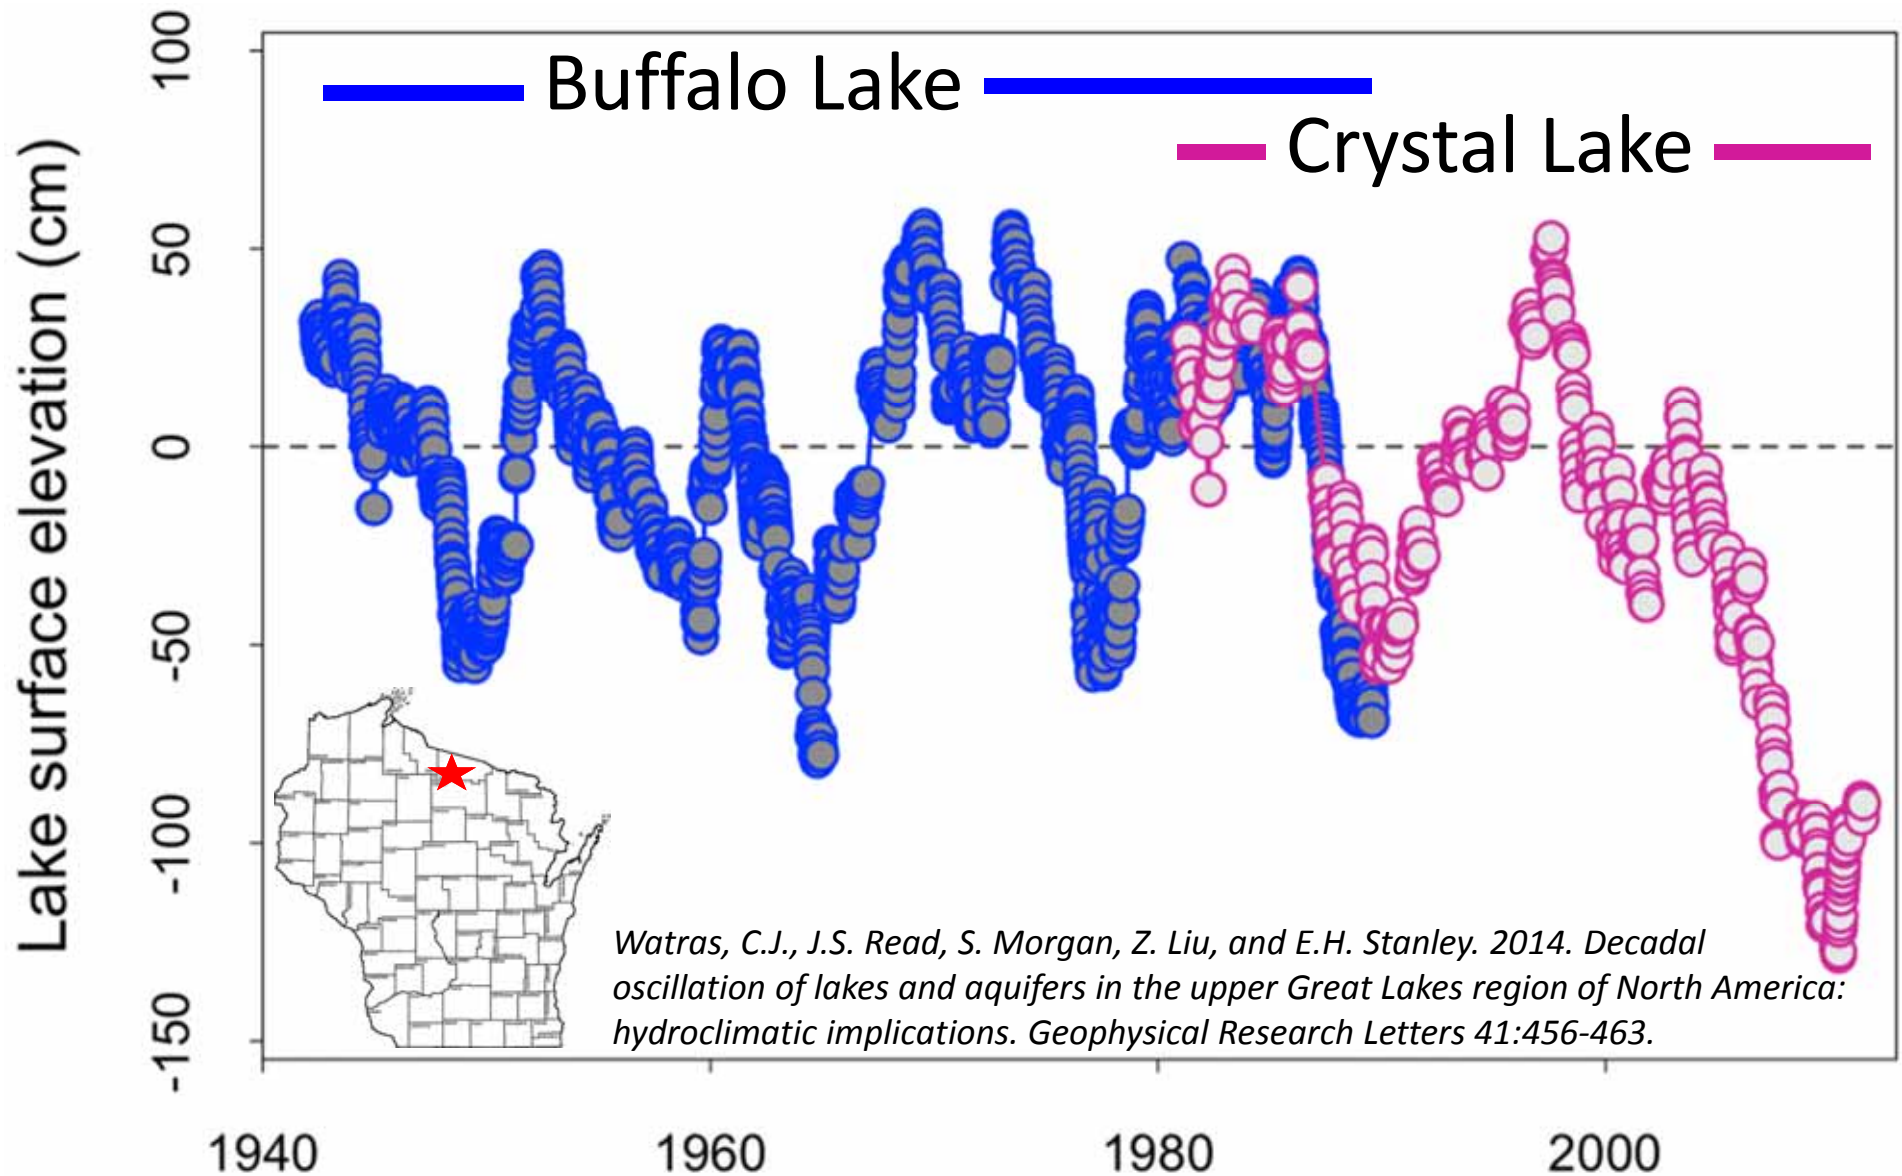 Buffalo Lake
Crystal Lake
Lake surface elevation (cm)
100
50
0
-50
-100
-150
1940
1960
1980
2000
Watras, C.J., J.S. Read, S. Morgan, Z. Liu, and E.H. Stanley. 2014. Decadal
oscillation of lakes and aquifers in the upper Great Lakes region of North America:
hydroclimatic implications. Geophysical Research Letters 41:456-463.